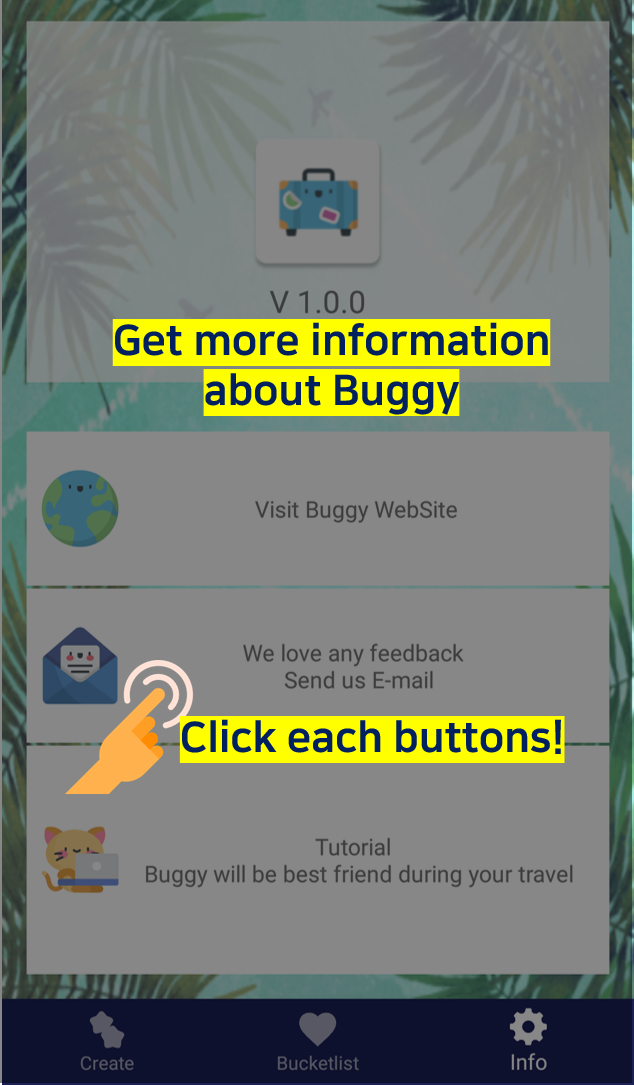 V 1.0.0
Get more information
about Buggy
Visit Buggy WebSite
We love any feedback
Send us E-mail
Click each buttons!
Tutorial
Buggy will be best friend during your travel
Create
Bucketlist
Info